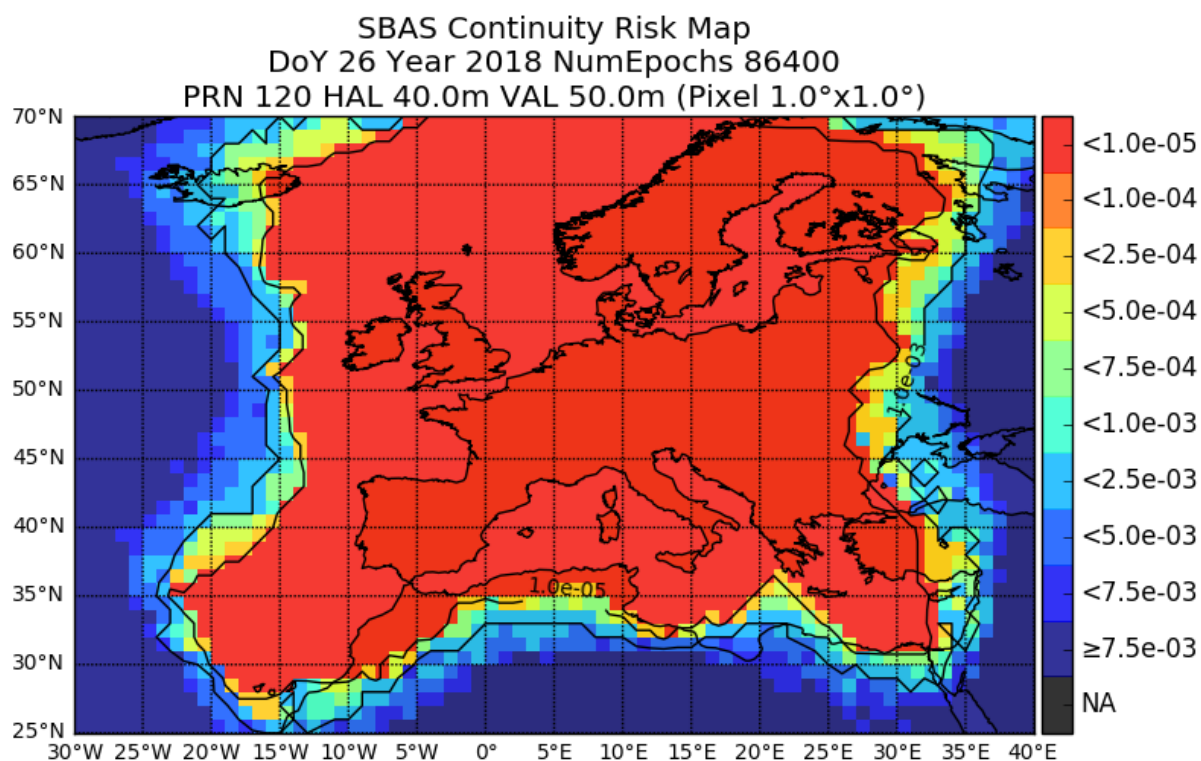 SBAS Continuity Risk Map
DoY 26 Year 2018 NumEpochs 86400
PRN 120 HAL 40.0m VAL 50.0m (Pixel 1.0°x1.0°)
70°N
65°N
60°N
55°N
50°N
45°N
40°N
35°N
30°N
25°N
1.0e-03
1.0e-05
30°W 25°W 20°W 15°W 10°W 5°W 0° 5°E 10°E 15°E 20°E 25°E 30°E 35°E 40°E
<1.0e-05
<1.0e-04
<2.5e-04
<5.0e-04
<7.5e-04
<1.0e-03
<2.5e-03
<5.0e-03
<7.5e-03
≥7.5e-03
NA